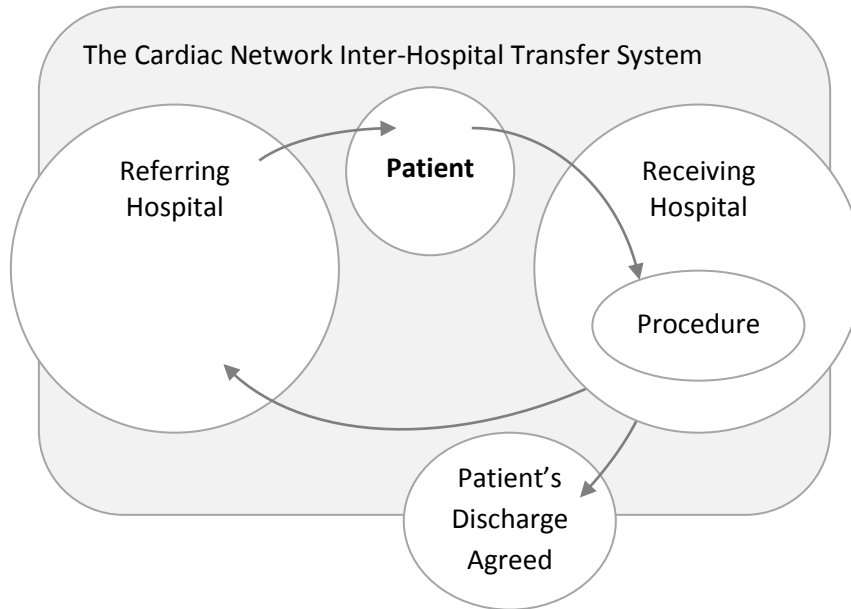 The Cardiac Network Inter-Hospital Transfer System
Referring
Hospital
Patient
Receiving
Hospital
Procedure
Patient’s
Discharge
Agreed